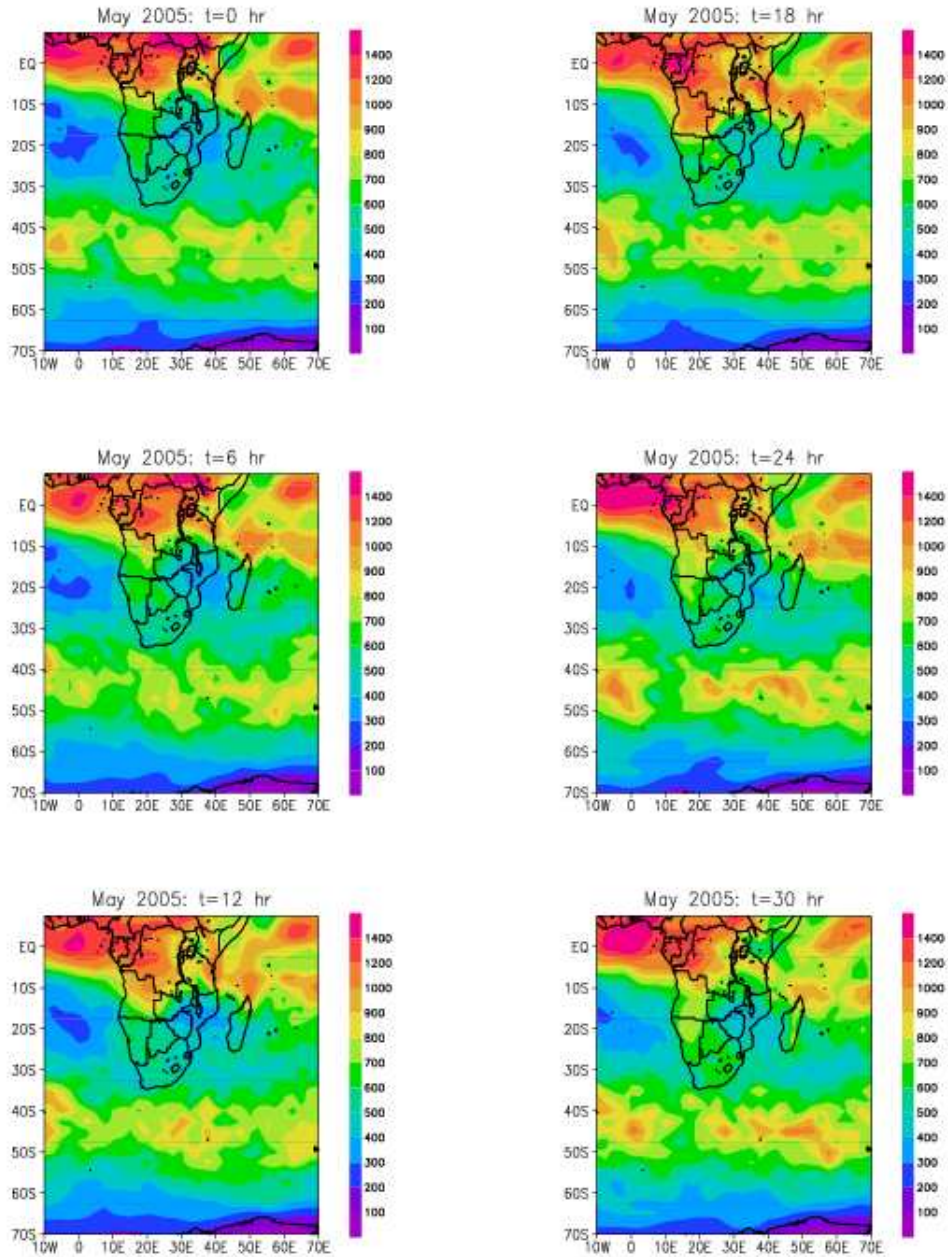 May 2005: t=0 hr
EQ
10S
20S
30S
40S
50S
60S
70S
10W 0 10E 20E 30E 40E 50E 60E 70E
1400
1200
1000
900
800
700
600
500
400
300
200
100
May 2005: t=18 hr
EQ
10S
20S
30S
40S
50S
60S
70S
10W 0 10E 20E 30E 40E 50E 60E 70E
1400
1200
1000
900
800
700
600
500
400
300
200
100
May 2005: t=6 hr
EQ
10S
20S
30S
40S
50S
60S
70S
10W 0 10E 20E 30E 40E 50E 60E 70E
1400
1200
1000
900
800
700
600
500
400
300
200
100
May 2005: t=24 hr
EQ
10S
20S
30S
40S
50S
60S
70S
10W 0 10E 20E 30E 40E 50E 60E 70E
1400
1200
1000
900
800
700
600
500
400
300
200
100
May 2005: t=12 hr
EQ
10S
20S
30S
40S
50S
60S
70S
10W 0 10E 20E 30E 40E 50E 60E 70E
1400
1200
1000
900
800
700
600
500
400
300
200
100
May 2005: t=30 hr
EQ
10S
20S
30S
40S
50S
60S
70S
10W 0 10E 20E 30E 40E 50E 60E 70E
1400
1200
1000
900
800
700
600
500
400
300
200
100